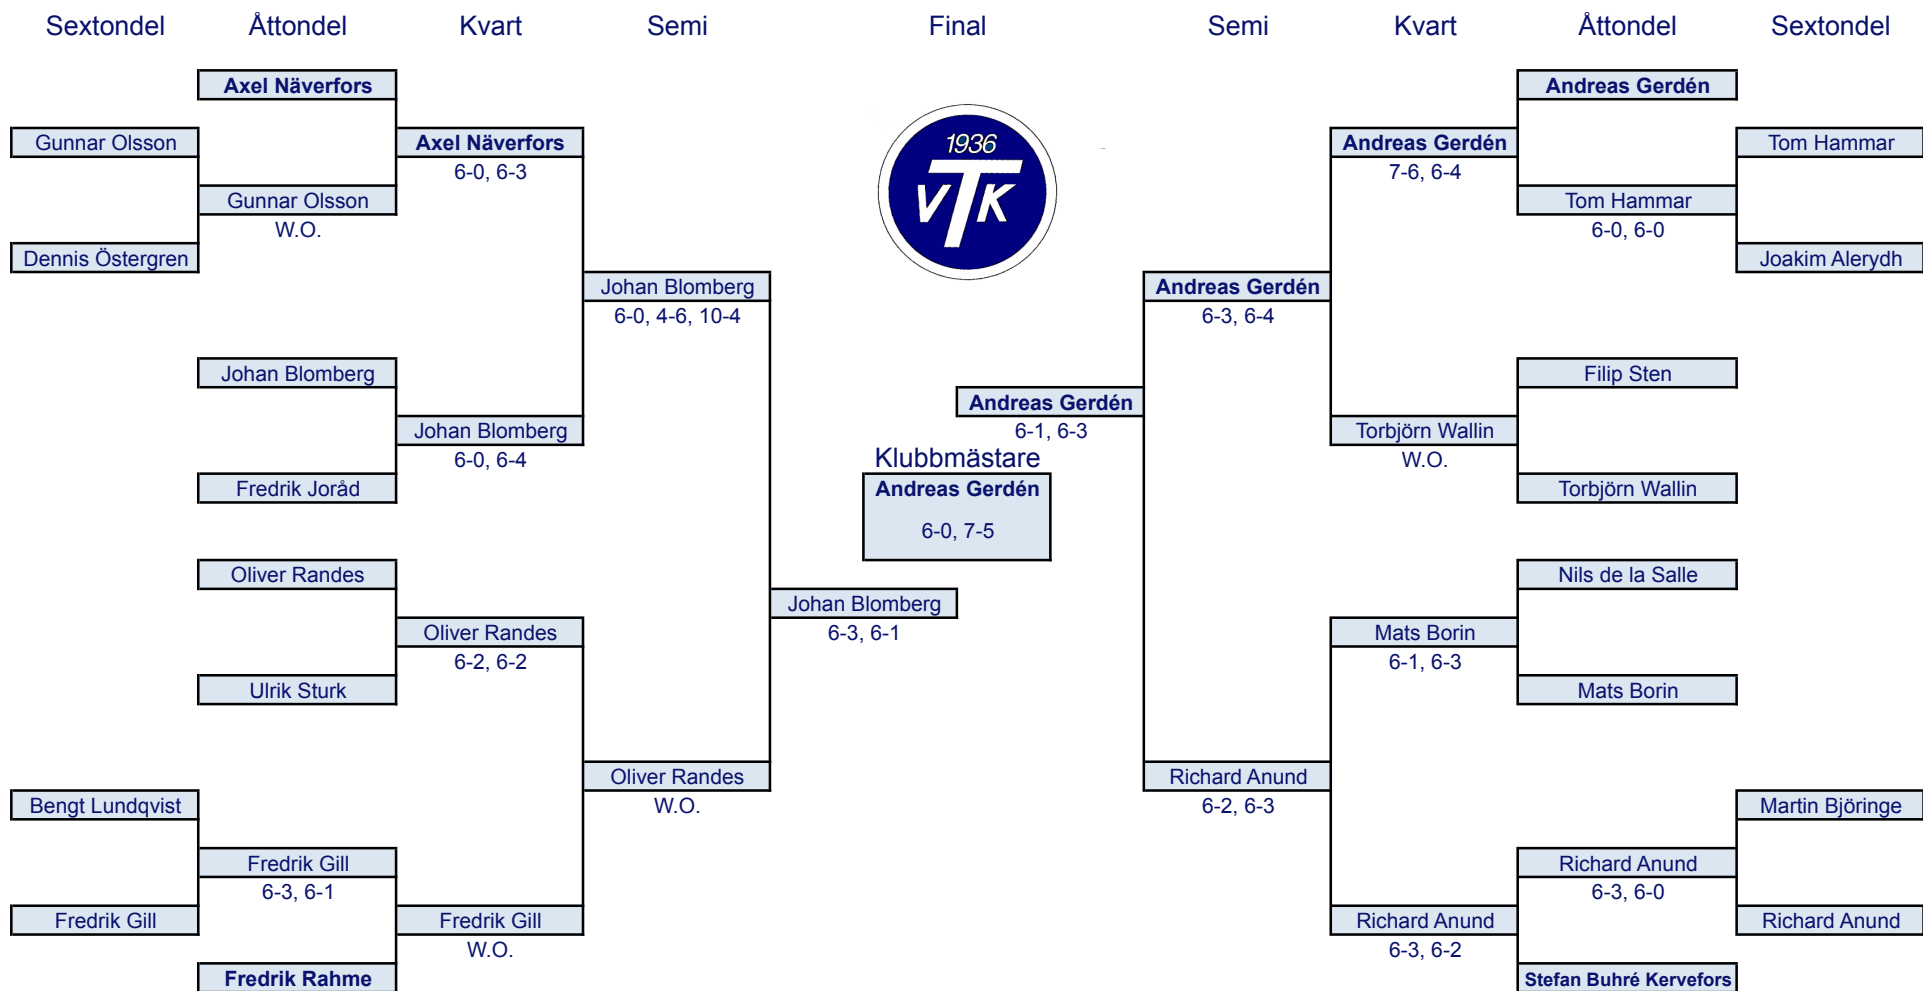 Sextondel Åttondel Kvart Semi Final Semi Kvart Åttondel Sextondel
Axel Näverfors Andreas Gerdén
Gunnar Olsson Axel Näverfors 1936 Andreas Gerdén Tom Hammar
6-0, 6-3 7-6, 6-4
Gunnar Olsson VTK Tom Hammar
W.O. 6-0, 6-0
Dennis Östergren Joakim Alerydh
Johan Blomberg Andreas Gerdén
6-0, 4-6, 10-4 6-3, 6-4
Johan Blomberg Filip Sten
Andreas Gerdén
Johan Blomberg 6-1, 6-3 Torbjörn Wallin
6-0, 6-4 Klubbmästare W.O.
Fredrik Joråd Andreas Gerdén Torbjörn Wallin
6-0, 7-5
Oliver Randes Nils de la Salle
Johan Blomberg
Oliver Randes 6-3, 6-1 Mats Borin
6-2, 6-2 6-1, 6-3
Ulrik Sturk Mats Borin
Oliver Randes Richard Anund
Bengt Lundqvist W.O. 6-2, 6-3 Martin Björinge
Fredrik Gill Richard Anund
6-3, 6-1 6-3, 6-0
Fredrik Gill Fredrik Gill Richard Anund Richard Anund
W.O. 6-3, 6-2
Fredrik Rahme Stefan Buhré Kervefors